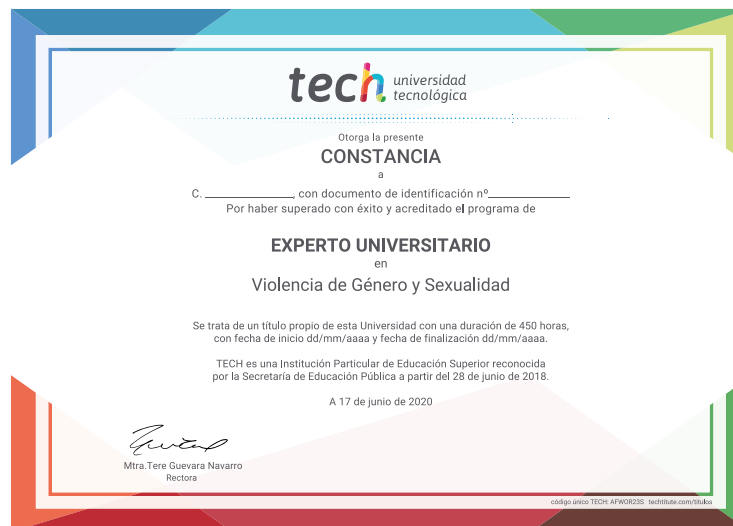 tech universidad
tecnológica
Otorga la presente
CONSTANCIA
a
C. ______________, con documento de identificación nº______________
Por haber superado con éxito y acreditado el programa de
EXPERTO UNIVERSITARIO
en
Violencia de Género y Sexualidad
Se trata de un título propio de esta Universidad con una duración de 450 horas,
con fecha de inicio dd/mm/aaaa y fecha de finalización dd/mm/aaaa.
TECH es una Institución Particular de Educación Superior reconocida
por la Secretaría de Educación Pública a partir del 28 de junio de 2018.
A 17 de junio de 2020
Mtra.Tere Guevara Navarro
Rectora
código único TECH: AFWOR23S techtitute.com/titulos